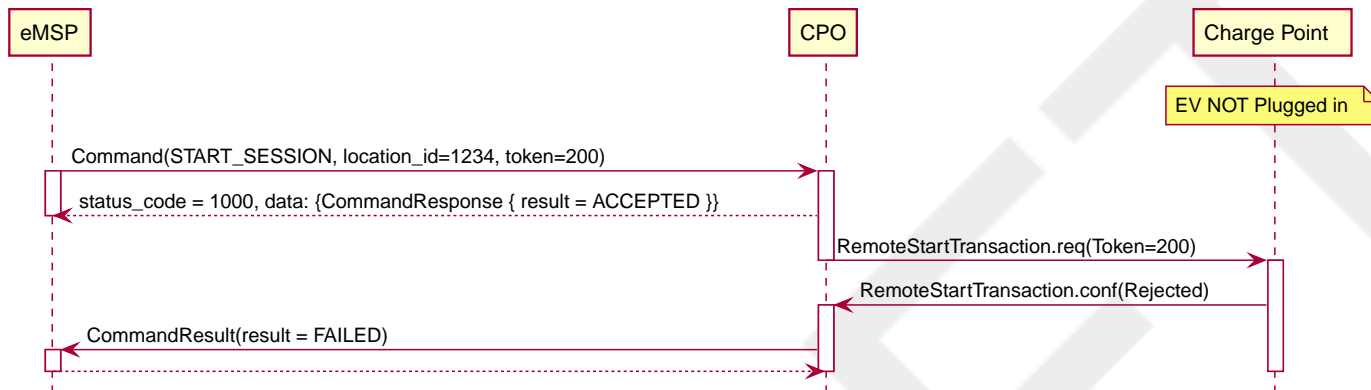 eMSP
CPO
Charge Point
EV NOT Plugged in
Command(START_SESSION, location_id=1234, token=200)
status_code = 1000, data: {CommandResponse { result = ACCEPTED }}
RemoteStartTransaction.req(Token=200)
RemoteStartTransaction.conf(Rejected)
CommandResult(result = FAILED)